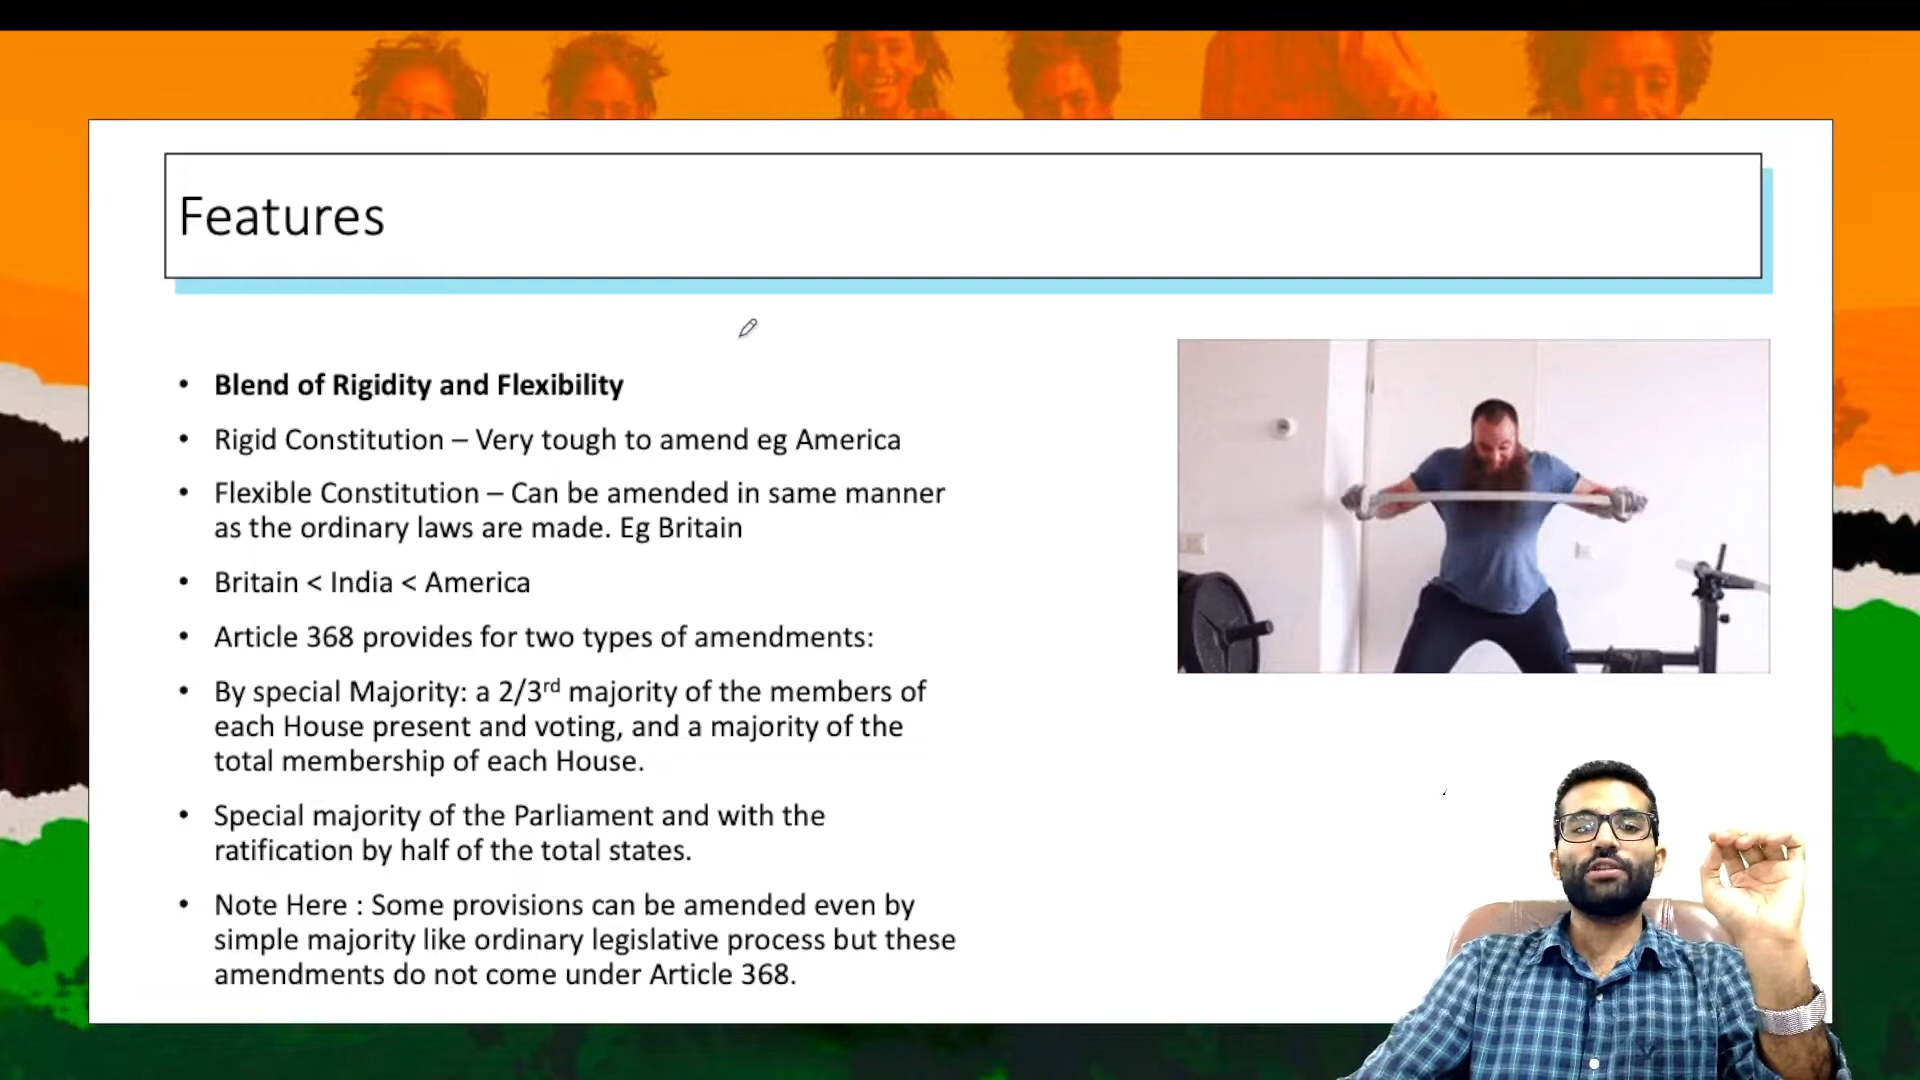 Features
• Blend of Rigidity and Flexibility
• Rigid Constitution – Very tough to amend eg America
• Flexible Constitution – Can be amended in same manner
as the ordinary laws are made. Eg Britain
• Britain < India < America
• Article 368 provides for two types of amendments:
• By special Majority: a 2/3rd majority of the members of
each House present and voting, and a majority of the
total membership of each House.
• Special majority of the Parliament and with the
ratification by half of the total states.
• Note Here : Some provisions can be amended even by
simple majority like ordinary legislative process but these
amendments do not come under Article 368.